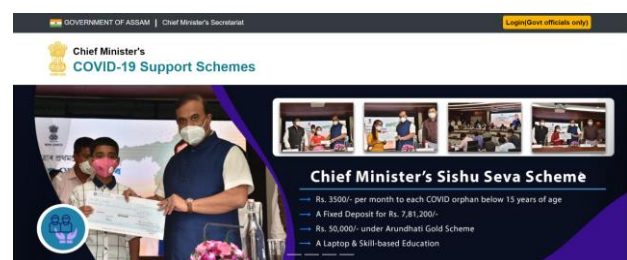 GOVERNMENT OF ASSAM | Chief Minister's Secretariat
Login(Govt officials only)
Chief Minister's
COVID-19 Support Schemes
Chief Minister's Sishu Seva Scheme
Rs. 3500/- per month to each COVID orphan below 15 years of age
A Fixed Deposit for Rs. 7,81,200/-
Rs. 50,000/- under Arundhati Gold Scheme
A Laptop & Skill-based Education